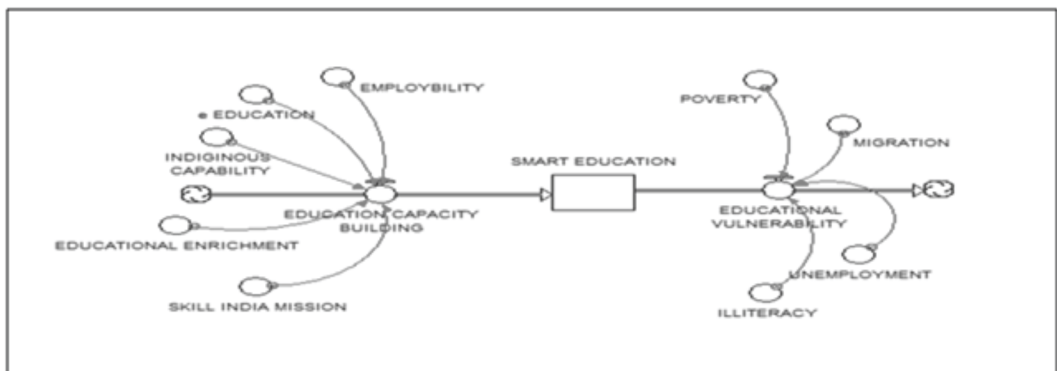 EMPLOYBILITY
e EDUCATION
INDIGINOUS
CAPABILITY
EDUCATION CAPACITY
BUILDING
EDUCATIONAL ENRICHMENT
SKILL INDIA MISSION
SMART EDUCATION
POVERTY
MIGRATION
EDUCATIONAL
VULNERABILITY
UNEMPLOYMENT
ILLITERACY